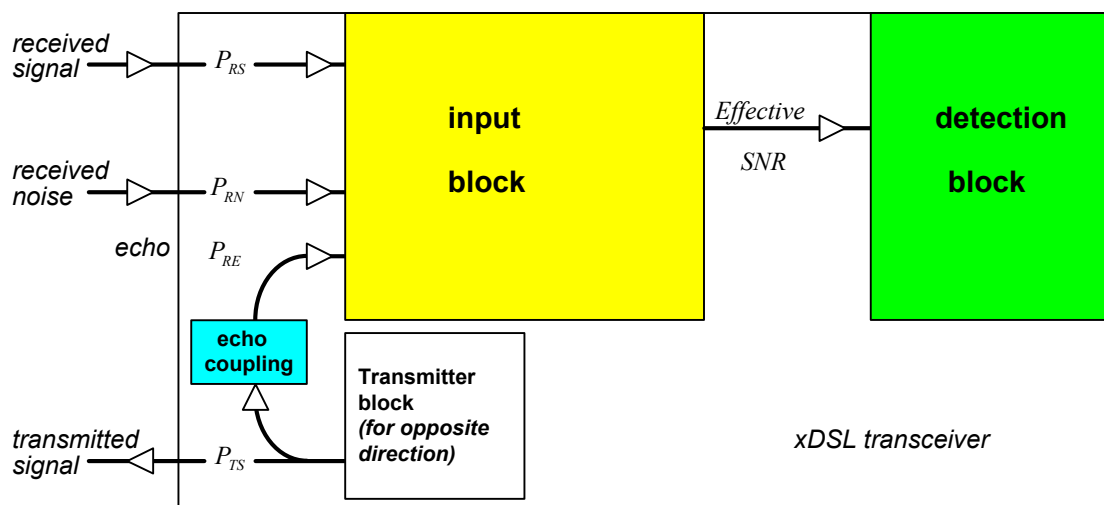 received
signal
P_RS
input
block
Effective
SNR
detection
block
received
noise
P_RN
echo
P_RE
echo
coupling
Transmitter
block
(for opposite
direction)
transmitted
signal
P_TS
xDSL transceiver